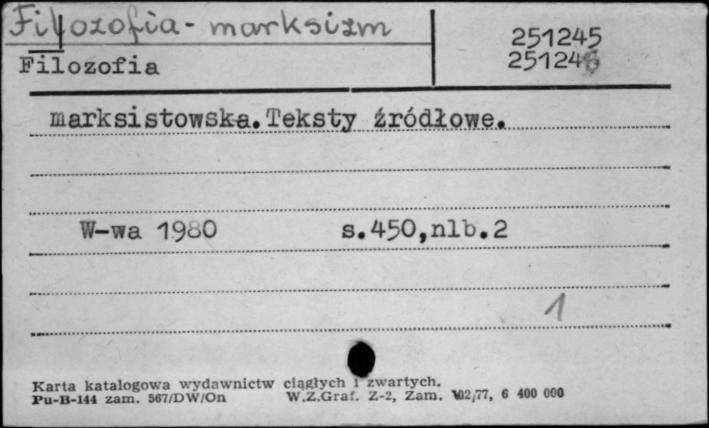 Filozofia - marksizm
251245
251246
Filozofia
marksistowska. Teksty źródłowe.
W-wa 1980 s.450,nlb.2
1
Karta katalogowa wydawnictw ciągłych i zwartych.
Pu-B-144 zam. 567/DW/On W.Z.Graf. Z-2, Zam. 102/77, 6 400 000